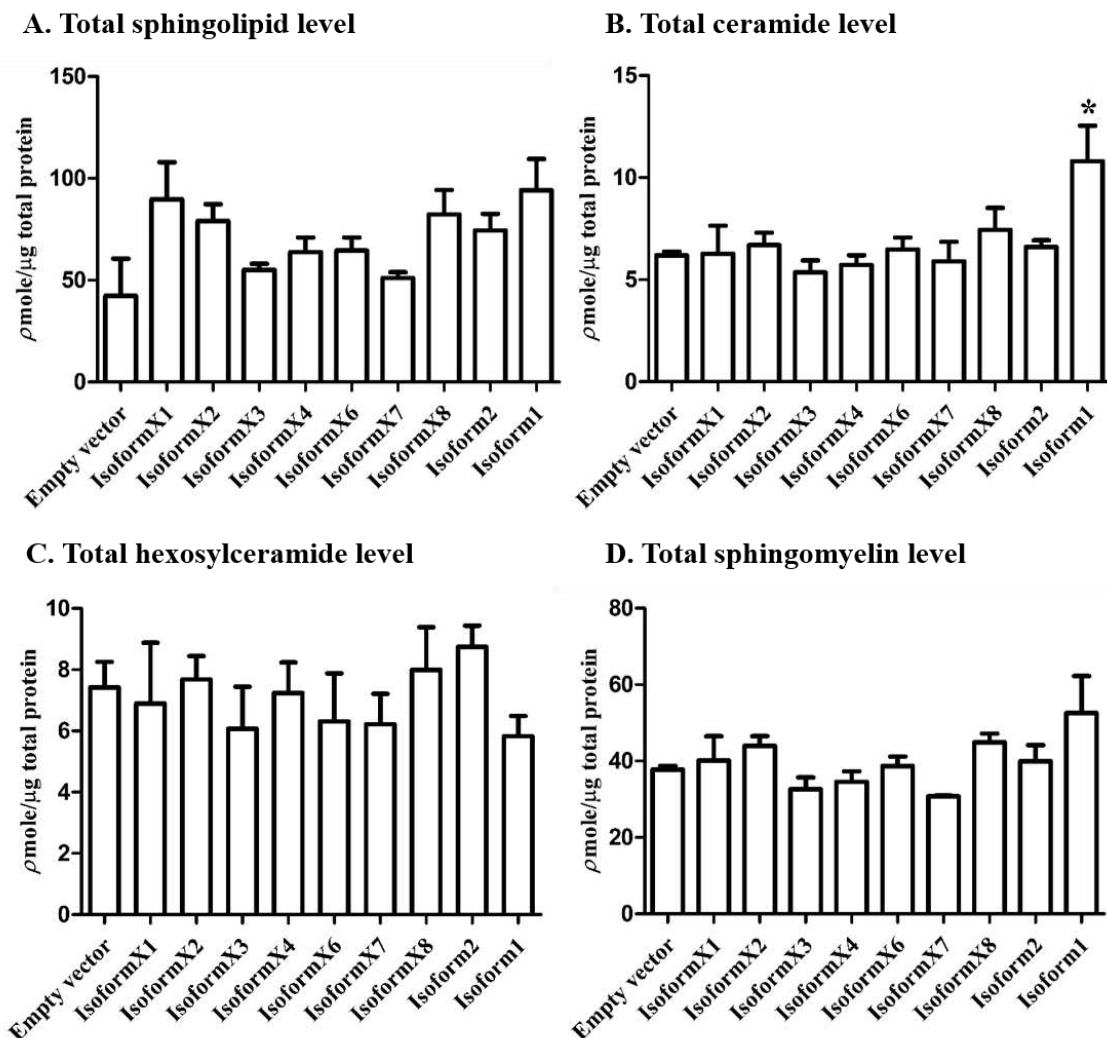 A. Total sphingolipid level
ρmole/μg total protein
150
100
50
0
Empty vector
IsoformX1
IsoformX2
IsoformX3
IsoformX4
IsoformX6
IsoformX7
IsoformX8
Isoform2
Isoform1
B. Total ceramide level
ρmole/μg total protein
15
10
5
0
*
Empty vector
IsoformX1
IsoformX2
IsoformX3
IsoformX4
IsoformX6
IsoformX7
IsoformX8
Isoform2
Isoform1
C. Total hexosylceramide level
ρmole/μg total protein
10
8
6
4
2
0
Empty vector
IsoformX1
IsoformX2
IsoformX3
IsoformX4
IsoformX6
IsoformX7
IsoformX8
Isoform2
Isoform1
D. Total sphingomyelin level
ρmole/μg total protein
80
60
40
20
0
Empty vector
IsoformX1
IsoformX2
IsoformX3
IsoformX4
IsoformX6
IsoformX7
IsoformX8
Isoform2
Isoform1